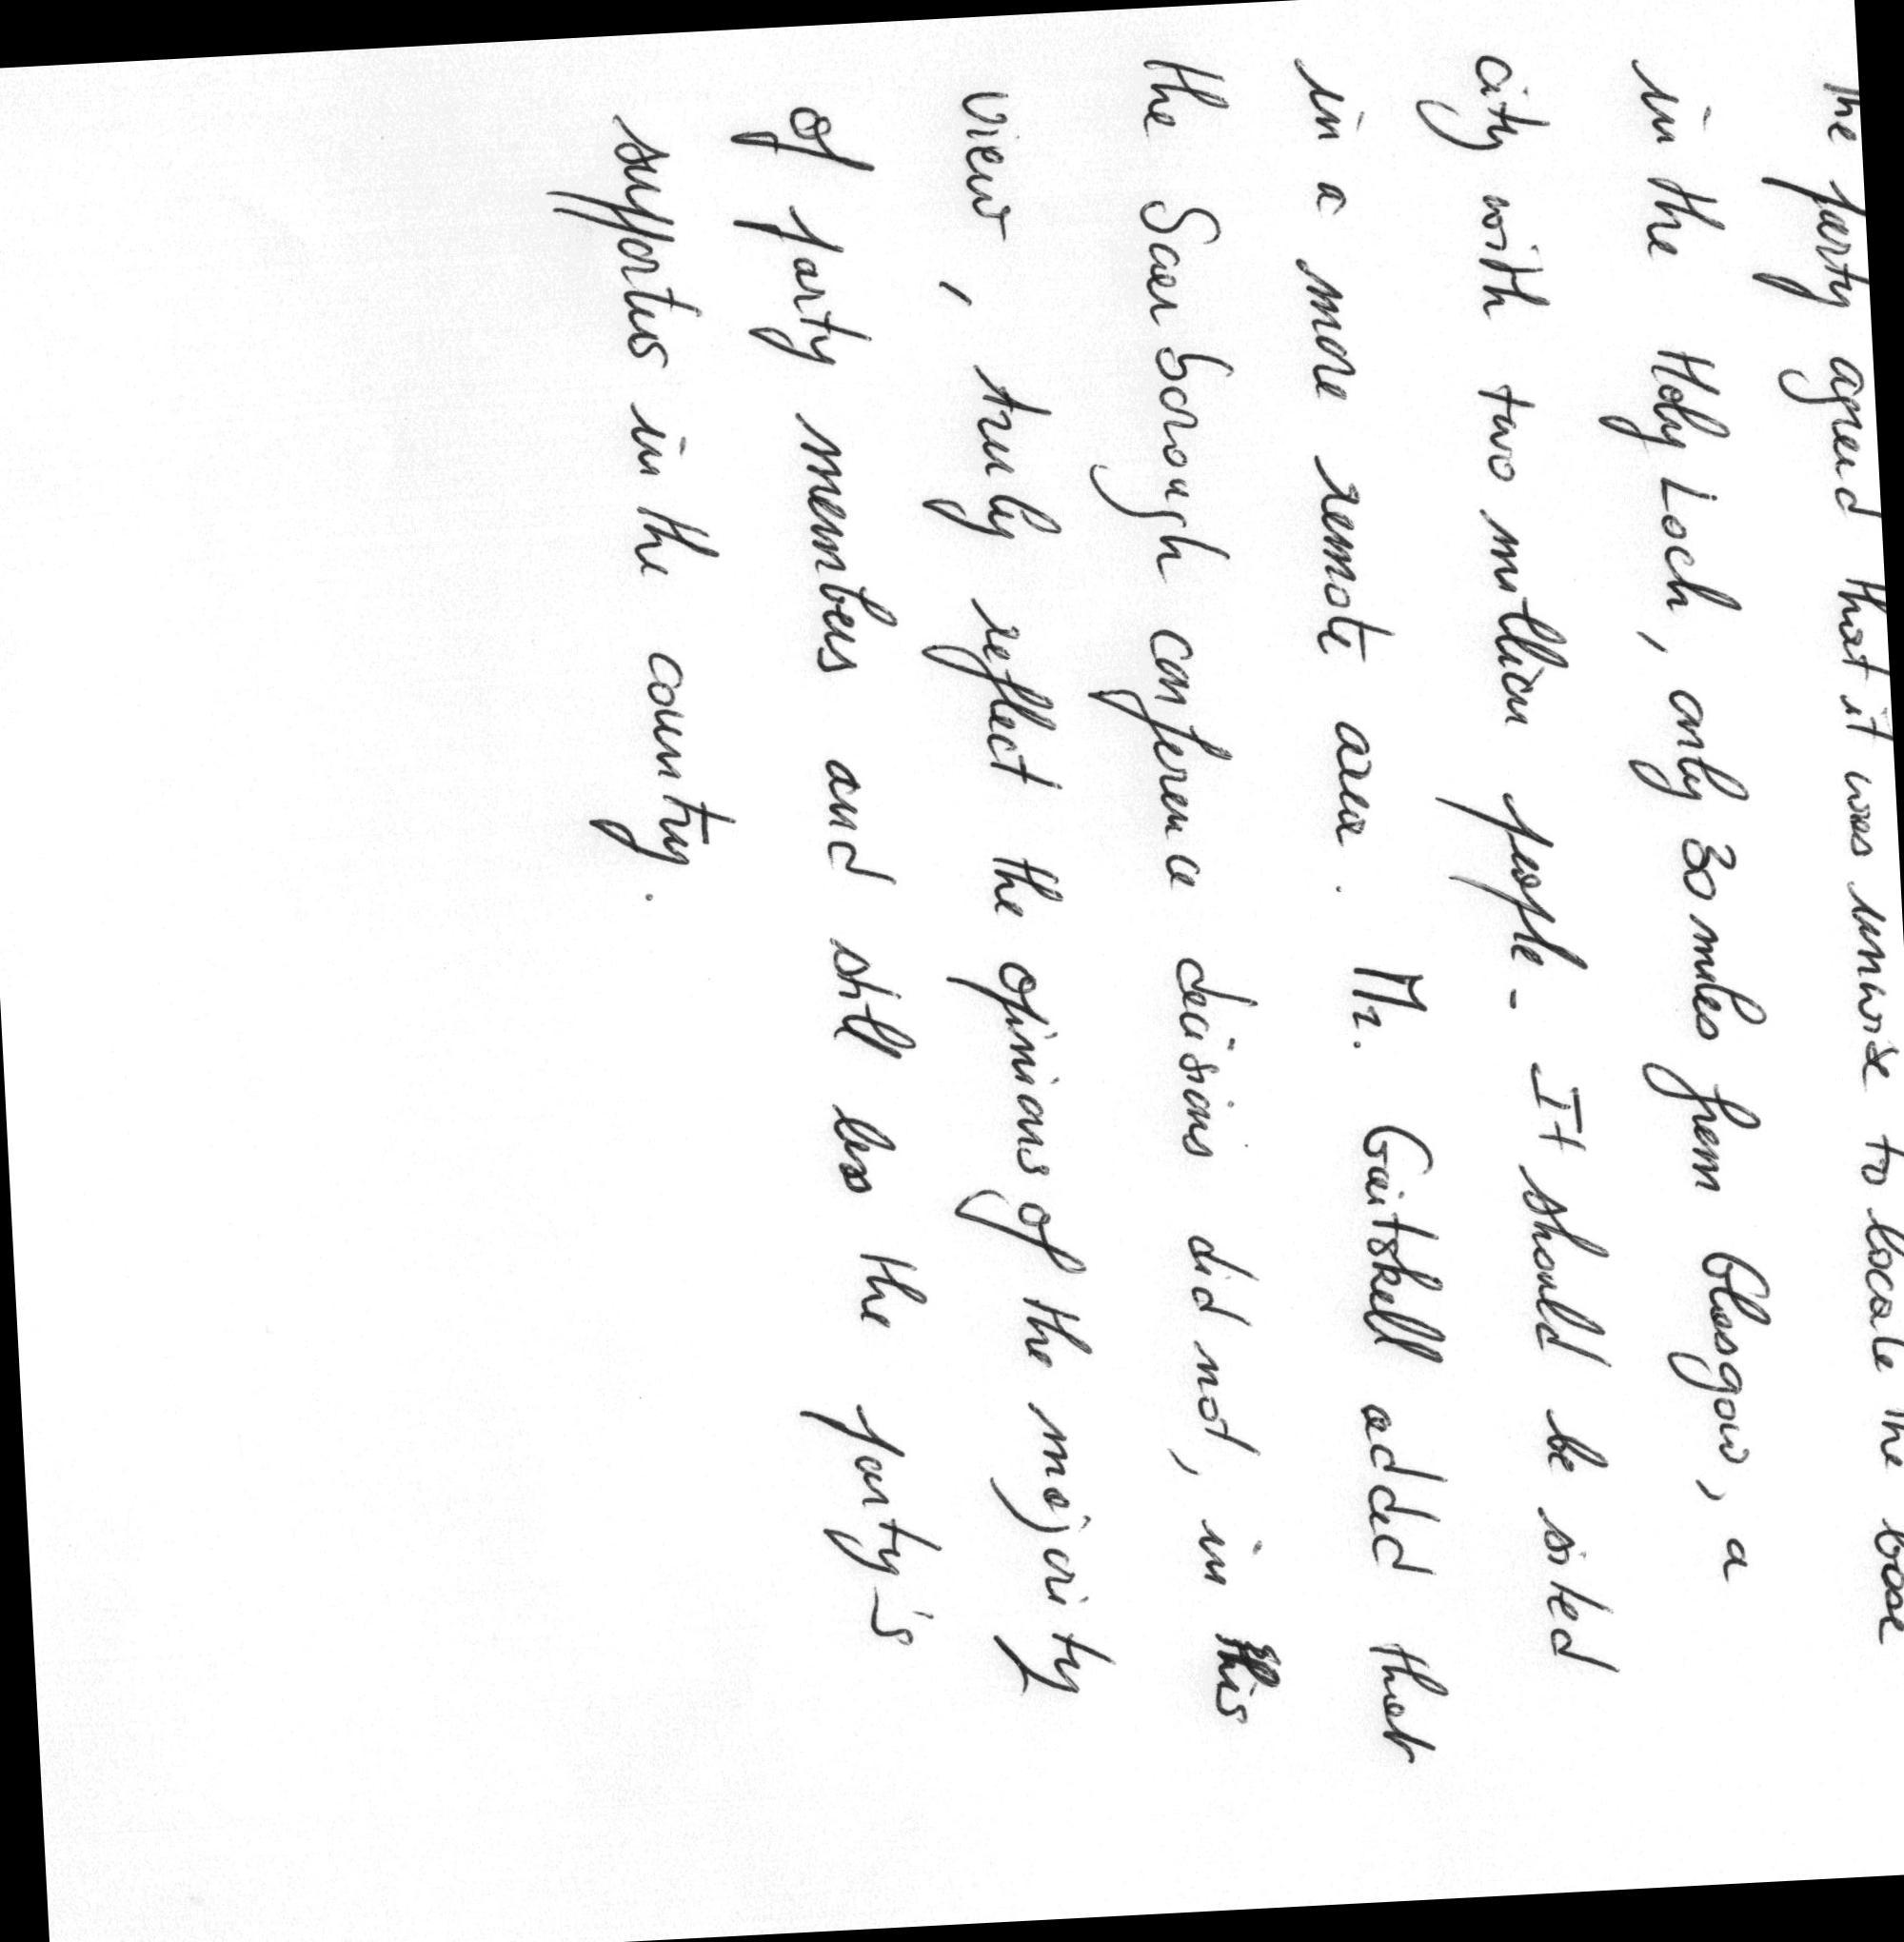 The party agreed that it was unwise to locate the base
in the Holy Loch, only 30 miles from Glasgow, a
city with two million people. It should be sited
in a more remote area. Mr. Gaitskell added that
the Scarborough conference decisions did not, in this
view, truly reflect the opinions of the majority
of party members and still less the party's
supporters in the country.